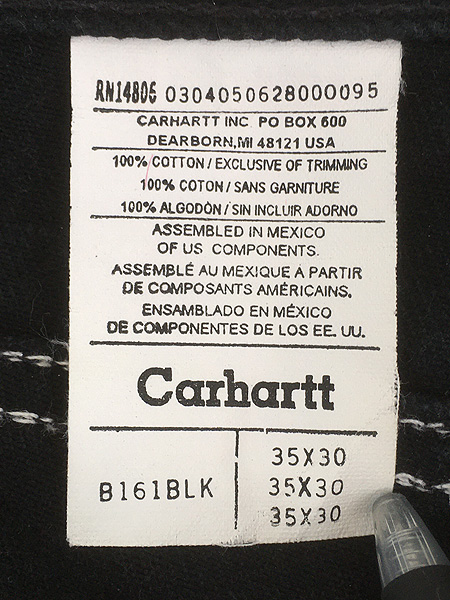 RN14806 0304050628000095
CARHARTT INC. PO BOX 600
DEARBORN,MI 48121 USA
100% COTTON / EXCLUSIVE OF TRIMMING
100% COTON / SANS GARNITURE
100% ALGODÓN / SIN INCLUIR ADORNO
ASSEMBLED IN MEXICO
OF US COMPONENTS.
ASSEMBLÉ AU MEXIQUE À PARTIR
DE COMPOSANTS AMÉRICAINS.
ENSAMBLADO EN MÉXICO
DE COMPONENTES DE LOS EE. UU.
Carhartt
B161BLK
35X30
35X30
35X30